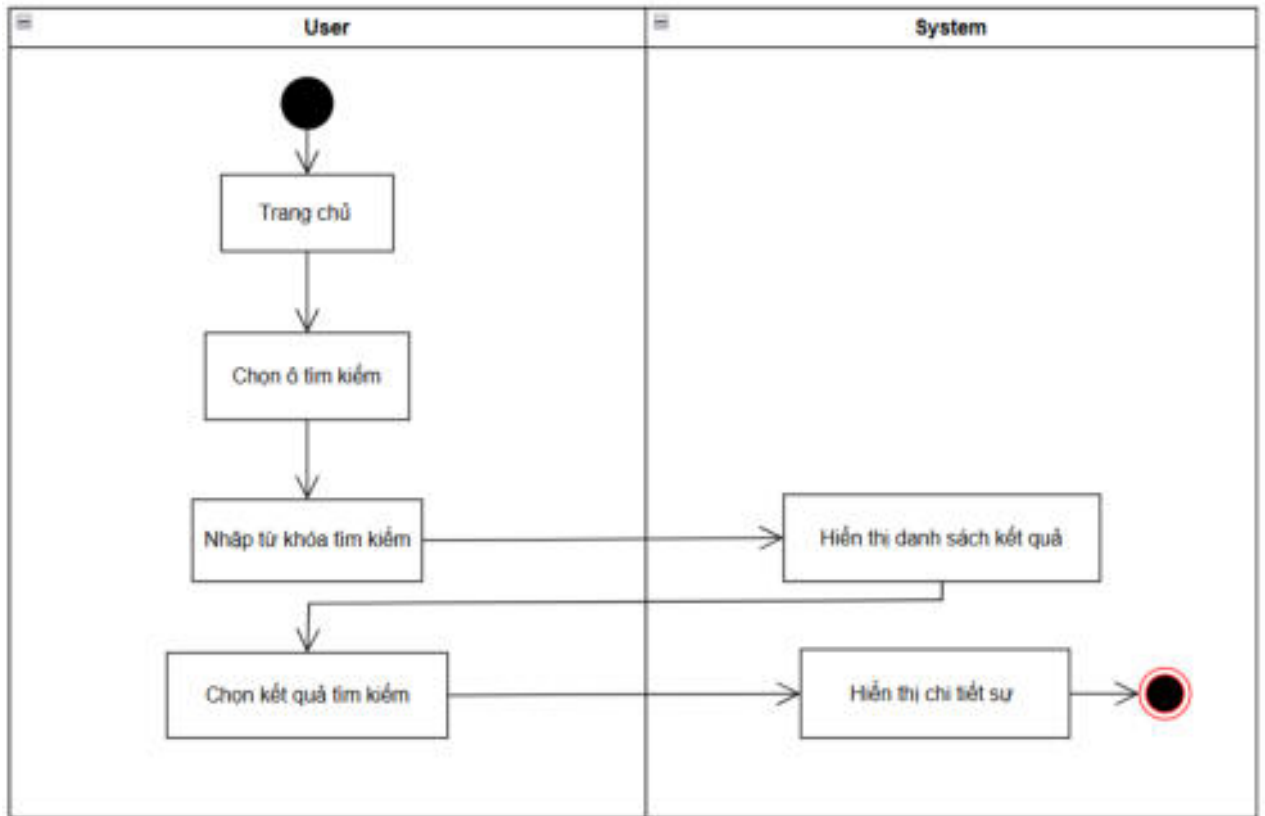 User
System
Trang chủ
Chọn ô tìm kiếm
Nhập từ khóa tìm kiếm
Hiển thị danh sách kết quả
Chọn kết quả tìm kiếm
Hiển thị chi tiết sự